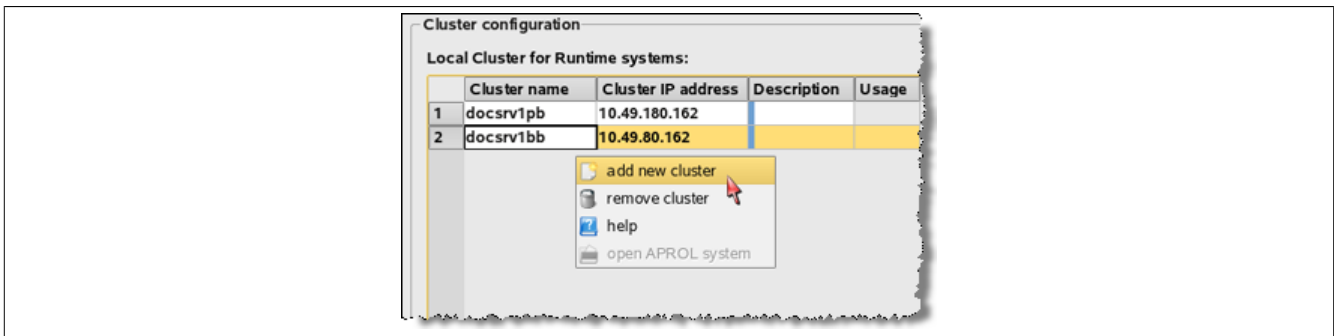 Cluster configuration
Local Cluster for Runtime systems:
Cluster name Cluster IP address Description Usage
1 docsrv1pb 10.49.180.162
2 docsrv1bb 10.49.80.162
add new cluster
remove cluster
help
open APROL system